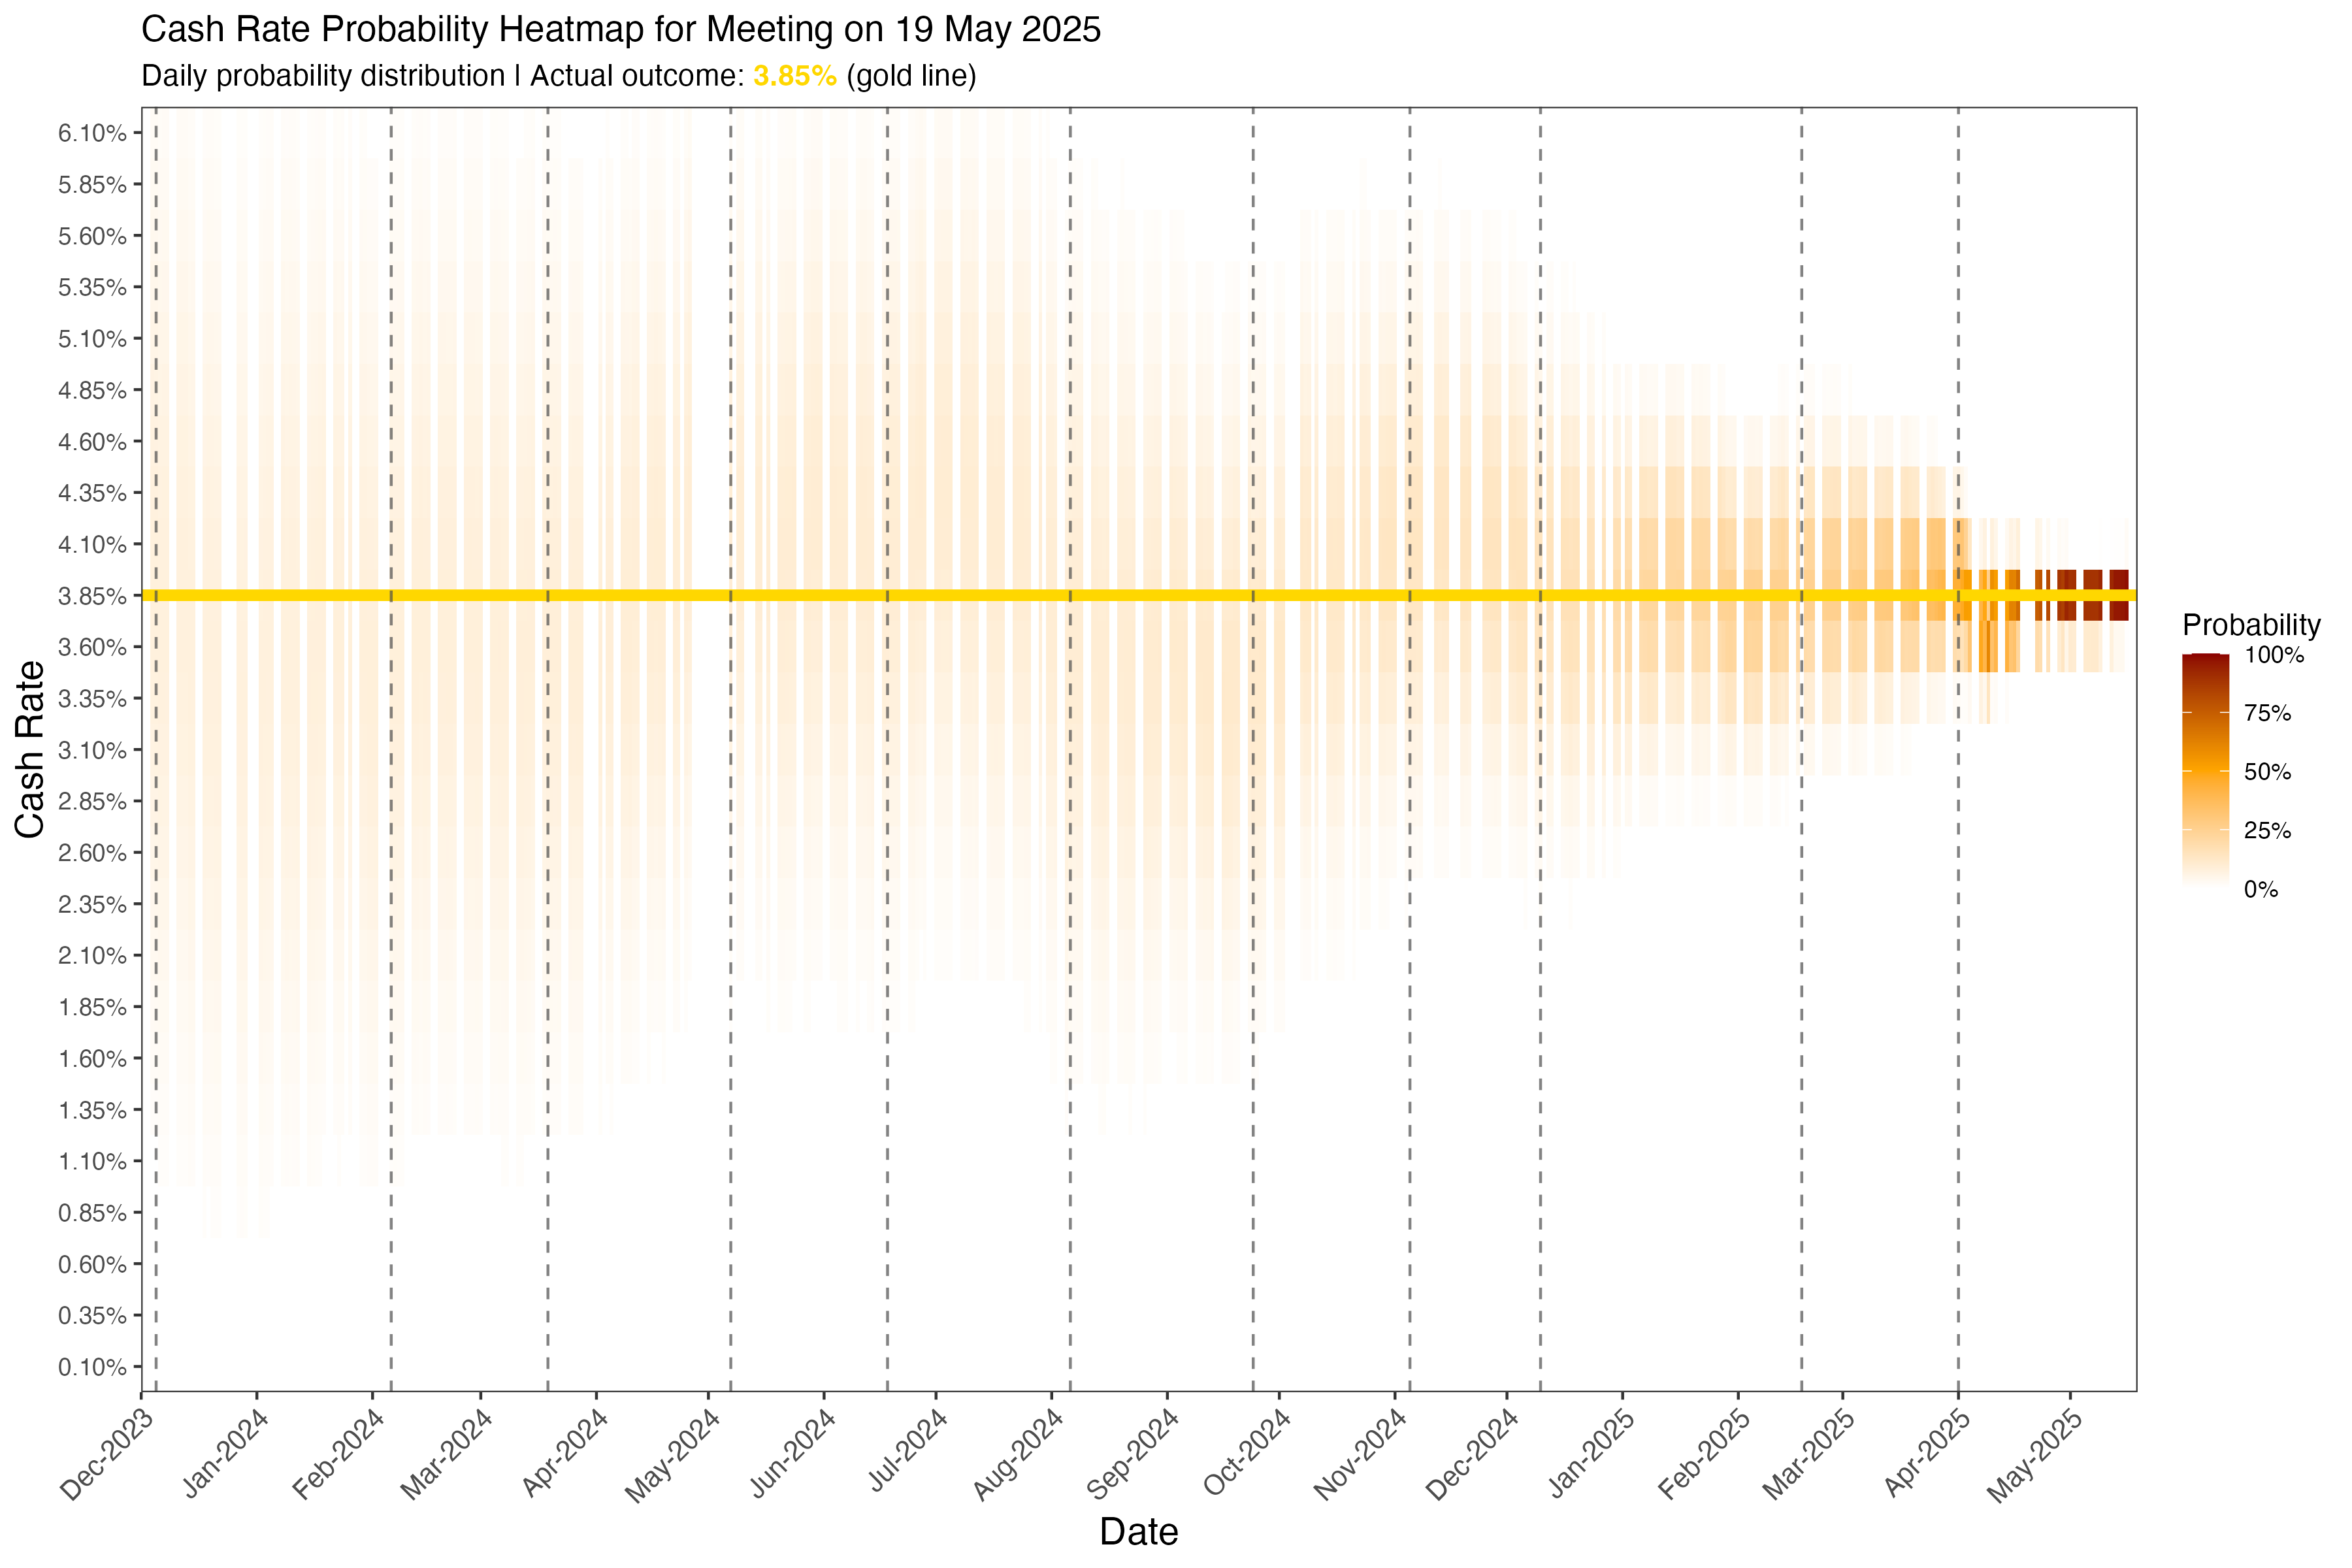 Cash Rate Probability Heatmap for Meeting on 19 May 2025
Daily probability distribution | Actual outcome: 3.85% (gold line)
6.10%
5.85%
5.60%
5.35%
5.10%
4.85%
4.60%
4.35%
4.10%
3.85%
3.60%
3.35%
3.10%
2.85%
2.60%
2.35%
2.10%
1.85%
1.60%
1.35%
1.10%
0.85%
0.60%
0.35%
0.10%
Cash Rate
Dec-2023
Jan-2024
Feb-2024
Mar-2024
Apr-2024
May-2024
Jun-2024
Jul-2024
Aug-2024
Sep-2024
Oct-2024
Nov-2024
Dec-2024
Jan-2025
Feb-2025
Mar-2025
Apr-2025
May-2025
Date
Probability
100%
75%
50%
25%
0%